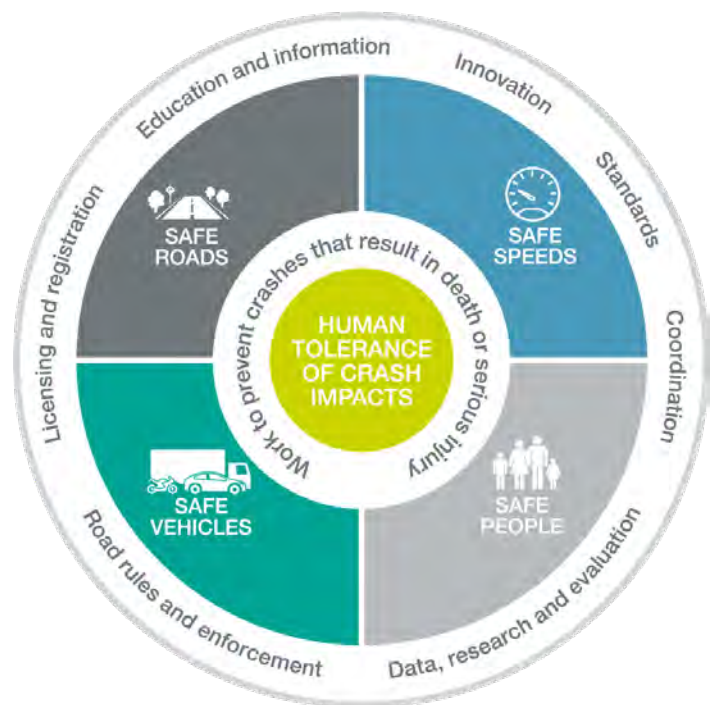 Education and information
Innovation
Standards
Coordination
Data, research and evaluation
Road rules and enforcement
Licensing and registration
SAFE
ROADS
SAFE
SPEEDS
SAFE
VEHICLES
SAFE
PEOPLE
Work to prevent crashes that result in death or serious injury
HUMAN
TOLERANCE
OF CRASH
IMPACTS